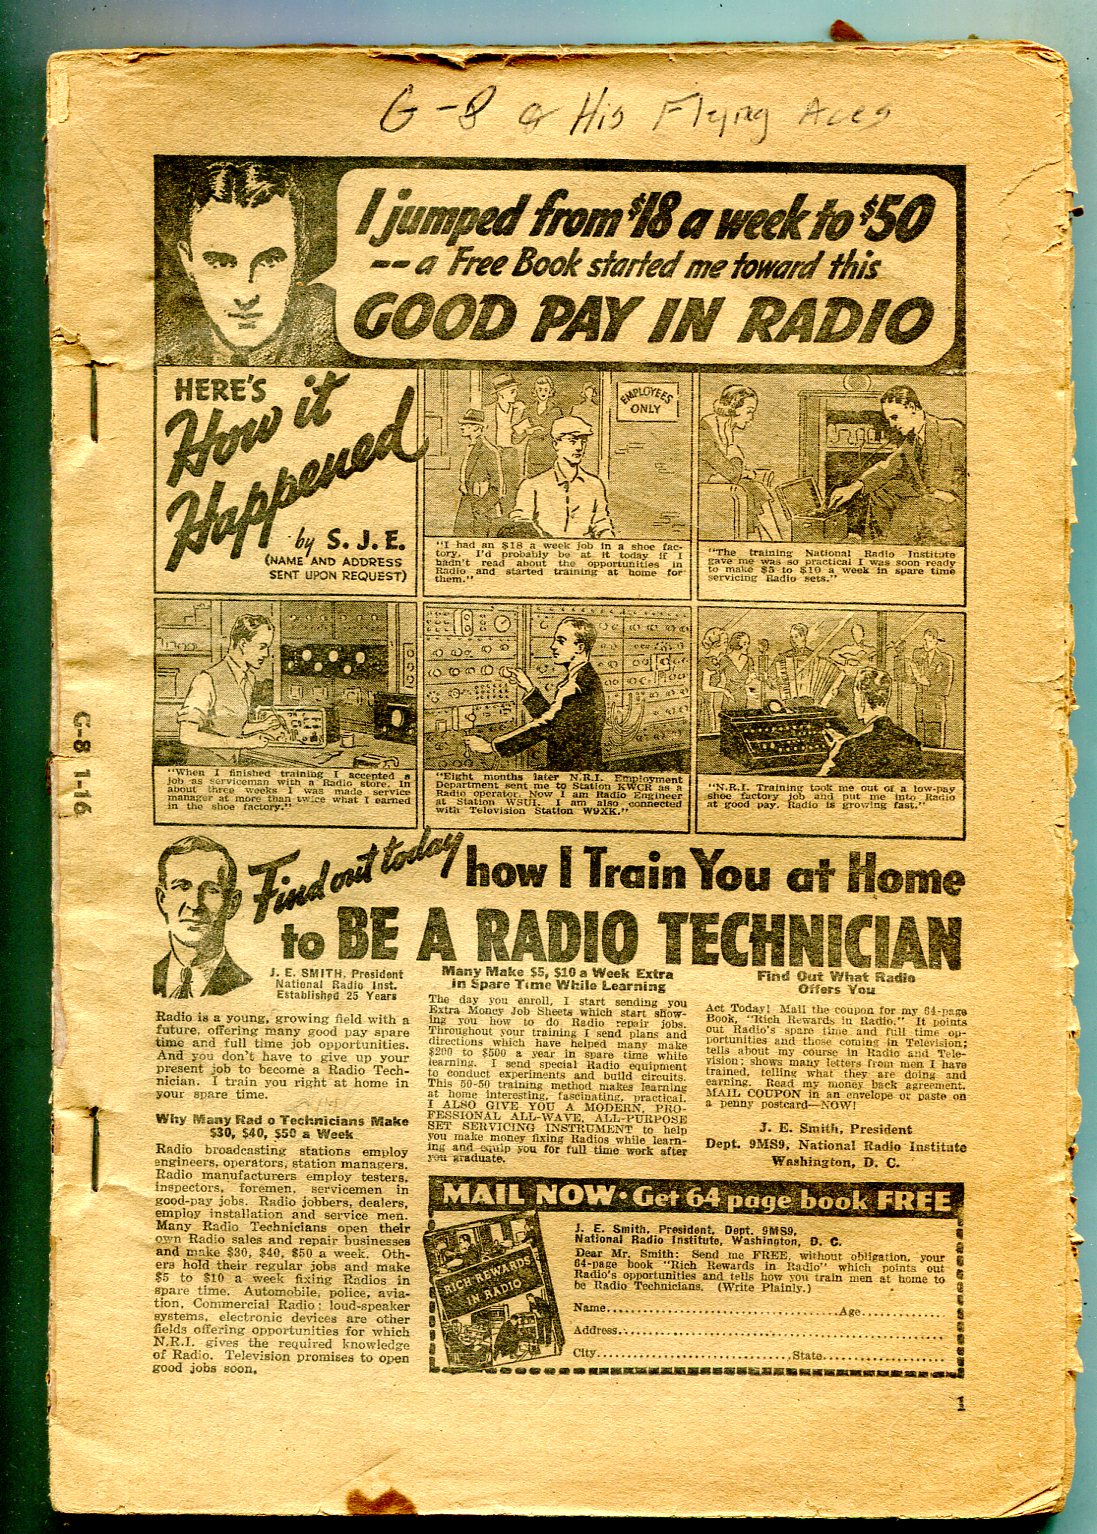 G-8 & His Flying Aces
I jumped from $18 a week to $50
-- a Free Book started me toward this
GOOD PAY IN RADIO
HERE'S
How it
Happened
by S. J. E.
(NAME AND ADDRESS
SENT UPON REQUEST)
EMPLOYEES
ONLY
"I had an $18 a week job in a shoe fac-
tory. I'd probably be at it today if I
hadn't read about the opportunities in
Radio and started training at home for
them."
"The training National Radio Institute
gave me was so practical I was soon ready
to make $5 to $10 a week in spare time
servicing Radio sets."
"When I finished training I accepted a
job as serviceman with a Radio store. In
about three weeks I was made service
manager at more than twice what I earned
in the shoe factory."
"Eight months later N.R.I. Employment
Department sent me to Station KWCR as a
Radio operator. Now I am Radio Engineer
at Station WSUI. I am also connected
with Television Station W9XK."
"N.R.I. Training took me out of a low-pay
shoe factory job and put me into Radio
at good pay. Radio is growing fast."
G-8 1-16
Find out today how I Train You at Home
to BE A RADIO TECHNICIAN
J. E. SMITH, President
National Radio Inst.
Established 25 Years
Radio is a young, growing field with a
future, offering many good pay spare
time and full time job opportunities.
And you don't have to give up your
present job to become a Radio Tech-
nician. I train you right at home in
your spare time.
Why Many Rad o Technicians Make
$30, $40, $50 a Week
Radio broadcasting stations employ
engineers, operators, station managers.
Radio manufacturers employ testers,
inspectors, foremen, servicemen in
good-pay jobs. Radio jobbers, dealers,
employ installation and service men.
Many Radio Technicians open their
own Radio sales and repair businesses
and make $30, $40, $50 a week. Oth-
ers hold their regular jobs and make
$5 to $10 a week fixing Radios in
spare time. Automobile, police, avia-
tion, Commercial Radio; loud-speaker
systems, electronic devices are other
fields offering opportunities for which
N.R.I. gives the required knowledge
of Radio. Television promises to open
good jobs soon.
Many Make $5, $10 a Week Extra
in Spare Time While Learning
The day you enroll, I start sending you
Extra Money Job Sheets which start show-
ing you how to do Radio repair jobs.
Throughout your training I send plans and
directions which have helped many make
$200 to $500 a year in spare time while
learning. I send special Radio equipment
to conduct experiments and build circuits.
This 50-50 training method makes learning
at home interesting, fascinating, practical.
I ALSO GIVE YOU A MODERN, PRO-
FESSIONAL ALL-WAVE, ALL-PURPOSE
SET SERVICING INSTRUMENT to help
you make money fixing Radios while learn-
ing and equip you for full time work after
you graduate.
Find Out What Radio
Offers You
Act Today! Mail the coupon for my 64-page
Book, "Rich Rewards in Radio." It points
out Radio's spare time and full time op-
portunities and those coming in Television;
tells about my course in Radio and Tele-
vision; shows many letters from men I have
trained, telling what they are doing and
earning. Read my money back agreement.
MAIL COUPON in an envelope or paste on
a penny postcard—NOW!
J. E. Smith, President
Dept. 9MS9, National Radio Institute
Washington, D. C.
MAIL NOW • Get 64 page book FREE
RICH REWARDS
IN RADIO
J. E. Smith, President, Dept. 9MS9,
National Radio Institute, Washington, D. C.
Dear Mr. Smith: Send me FREE, without obligation, your
64-page book "Rich Rewards in Radio" which points out
Radio's opportunities and tells how you train men at home to
be Radio Technicians. (Write Plainly.)
Name..........Age..........
Address..........
City..........State..........
1